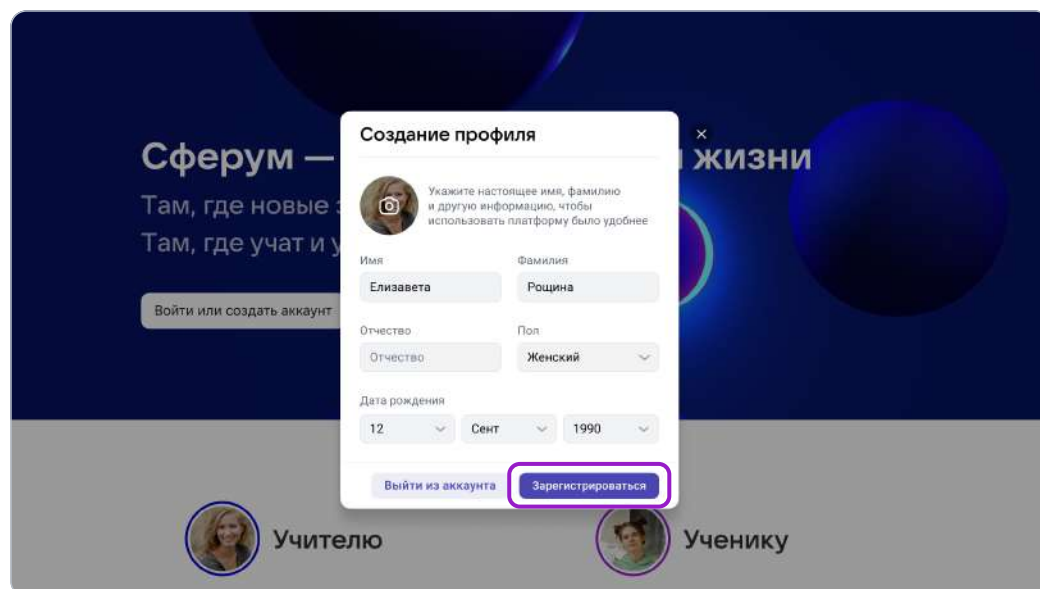 Создание профиля
Сферум —
жизни
Укажите настоящее имя, фамилию
и другую информацию, чтобы
использовать платформу было удобнее
Там, где новые
Там, где учат и у
Имя
Фамилия
Елизавета
Рощина
Войти или создать аккаунт
Отчество
Пол
Отчество
Женский
Дата рождения
12
Сент
1990
Выйти из аккаунта
Зарегистрироваться
Учителю
Ученику